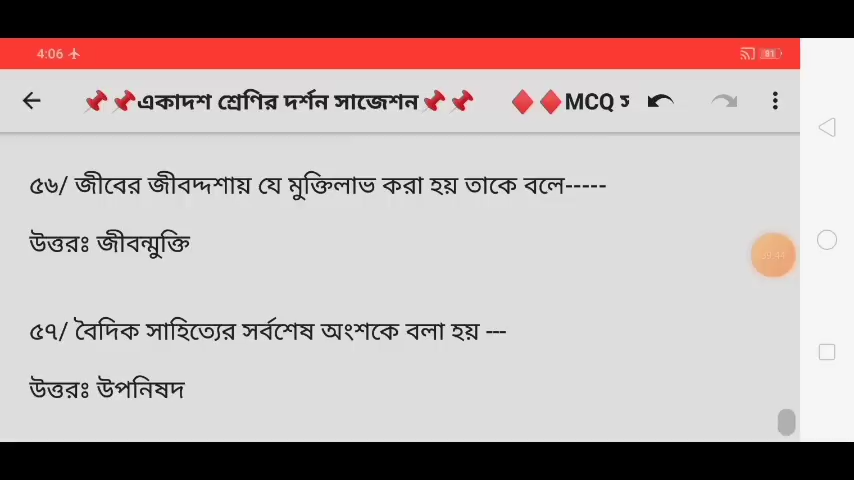 4:06
81
একাদশ শ্রেণির দর্শন সাজেশন MCQ স
৫৬/ জীবের জীবদ্দশায় যে মুক্তিলাভ করা হয় তাকে বলে-----
উত্তরঃ জীবন্মুক্তি
৫৭/ বৈদিক সাহিত্যের সর্বশেষ অংশকে বলা হয় ---
উত্তরঃ উপনিষদ